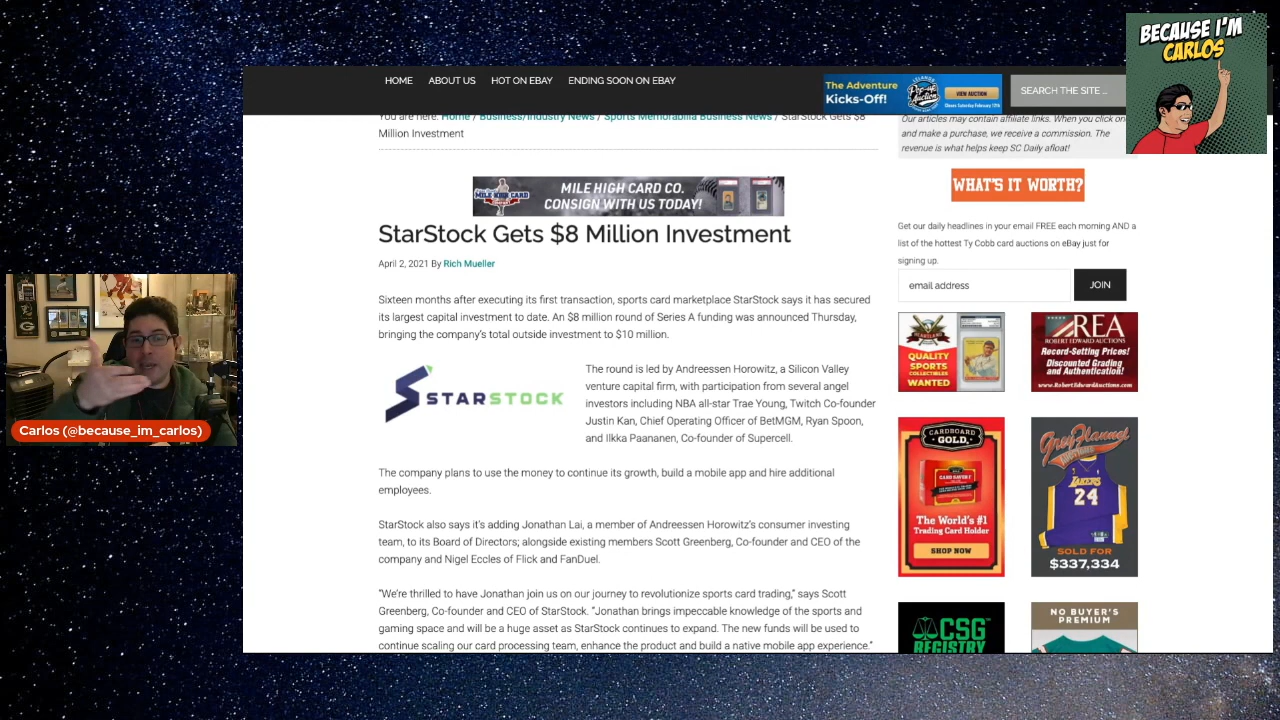 BECAUSE I'M
CARLOS
HOME
ABOUT US
HOT ON EBAY
ENDING SOON ON EBAY
The Adventure
Kicks-Off!
VIEW AUCTION
SEARCH THE SITE ...
You are here: Home / Business/Industry News / Sports Memorabilia Business News / StarStock Gets $8
Million Investment
Our articles may contain affiliate links. When you click on
and make a purchase, we receive a commission. The
revenue is what helps keep SC Daily afloat!
MILE HIGH CARD CO.
CONSIGN WITH US TODAY!
WHAT'S IT WORTH?
StarStock Gets $8 Million Investment
April 2, 2021 By Rich Mueller
Get our daily headlines in your email FREE each morning AND a
list of the hottest Ty Cobb card auctions on eBay just for
signing up.
email address
JOIN
Sixteen months after executing its first transaction, sports card marketplace StarStock says it has secured
its largest capital investment to date. An $8 million round of Series A funding was announced Thursday,
bringing the company's total outside investment to $10 million.
STARSTOCK
The round is led by Andreessen Horowitz, a Silicon Valley
venture capital firm, with participation from several angel
investors including NBA all-star Trae Young, Twitch Co-founder
Justin Kan, Chief Operating Officer of BetMGM, Ryan Spoon,
and Ilkka Paananen, Co-founder of Supercell.
The company plans to use the money to continue its growth, build a mobile app and hire additional
employees.
StarStock also says it's adding Jonathan Lai, a member of Andreessen Horowitz's consumer investing
team, to its Board of Directors; alongside existing members Scott Greenberg, Co-founder and CEO of the
company and Nigel Eccles of Flick and FanDuel.
"We're thrilled to have Jonathan join us on our journey to revolutionize sports card trading," says Scott
Greenberg, Co-founder and CEO of StarStock. "Jonathan brings impeccable knowledge of the sports and
gaming space and will be a huge asset as StarStock continues to expand. The new funds will be used to
continue scaling our card processing team, enhance the product and build a native mobile app experience."
QUALITY
SPORTS
COLLECTIBLES
WANTED
REA
ROBERT EDWARD AUCTIONS
Record-Setting Prices!
Discounted Grading
and Authentication!
www.RobertEdwardAuctions.com
CARDBOARD
GOLD
The World's #1
Trading Card Holder
SHOP NOW
Grey Flannel
LAKERS
24
SOLD FOR
$337,334
CSG
REGISTRY
NO BUYER'S
PREMIUM
Carlos (@because_im_carlos)